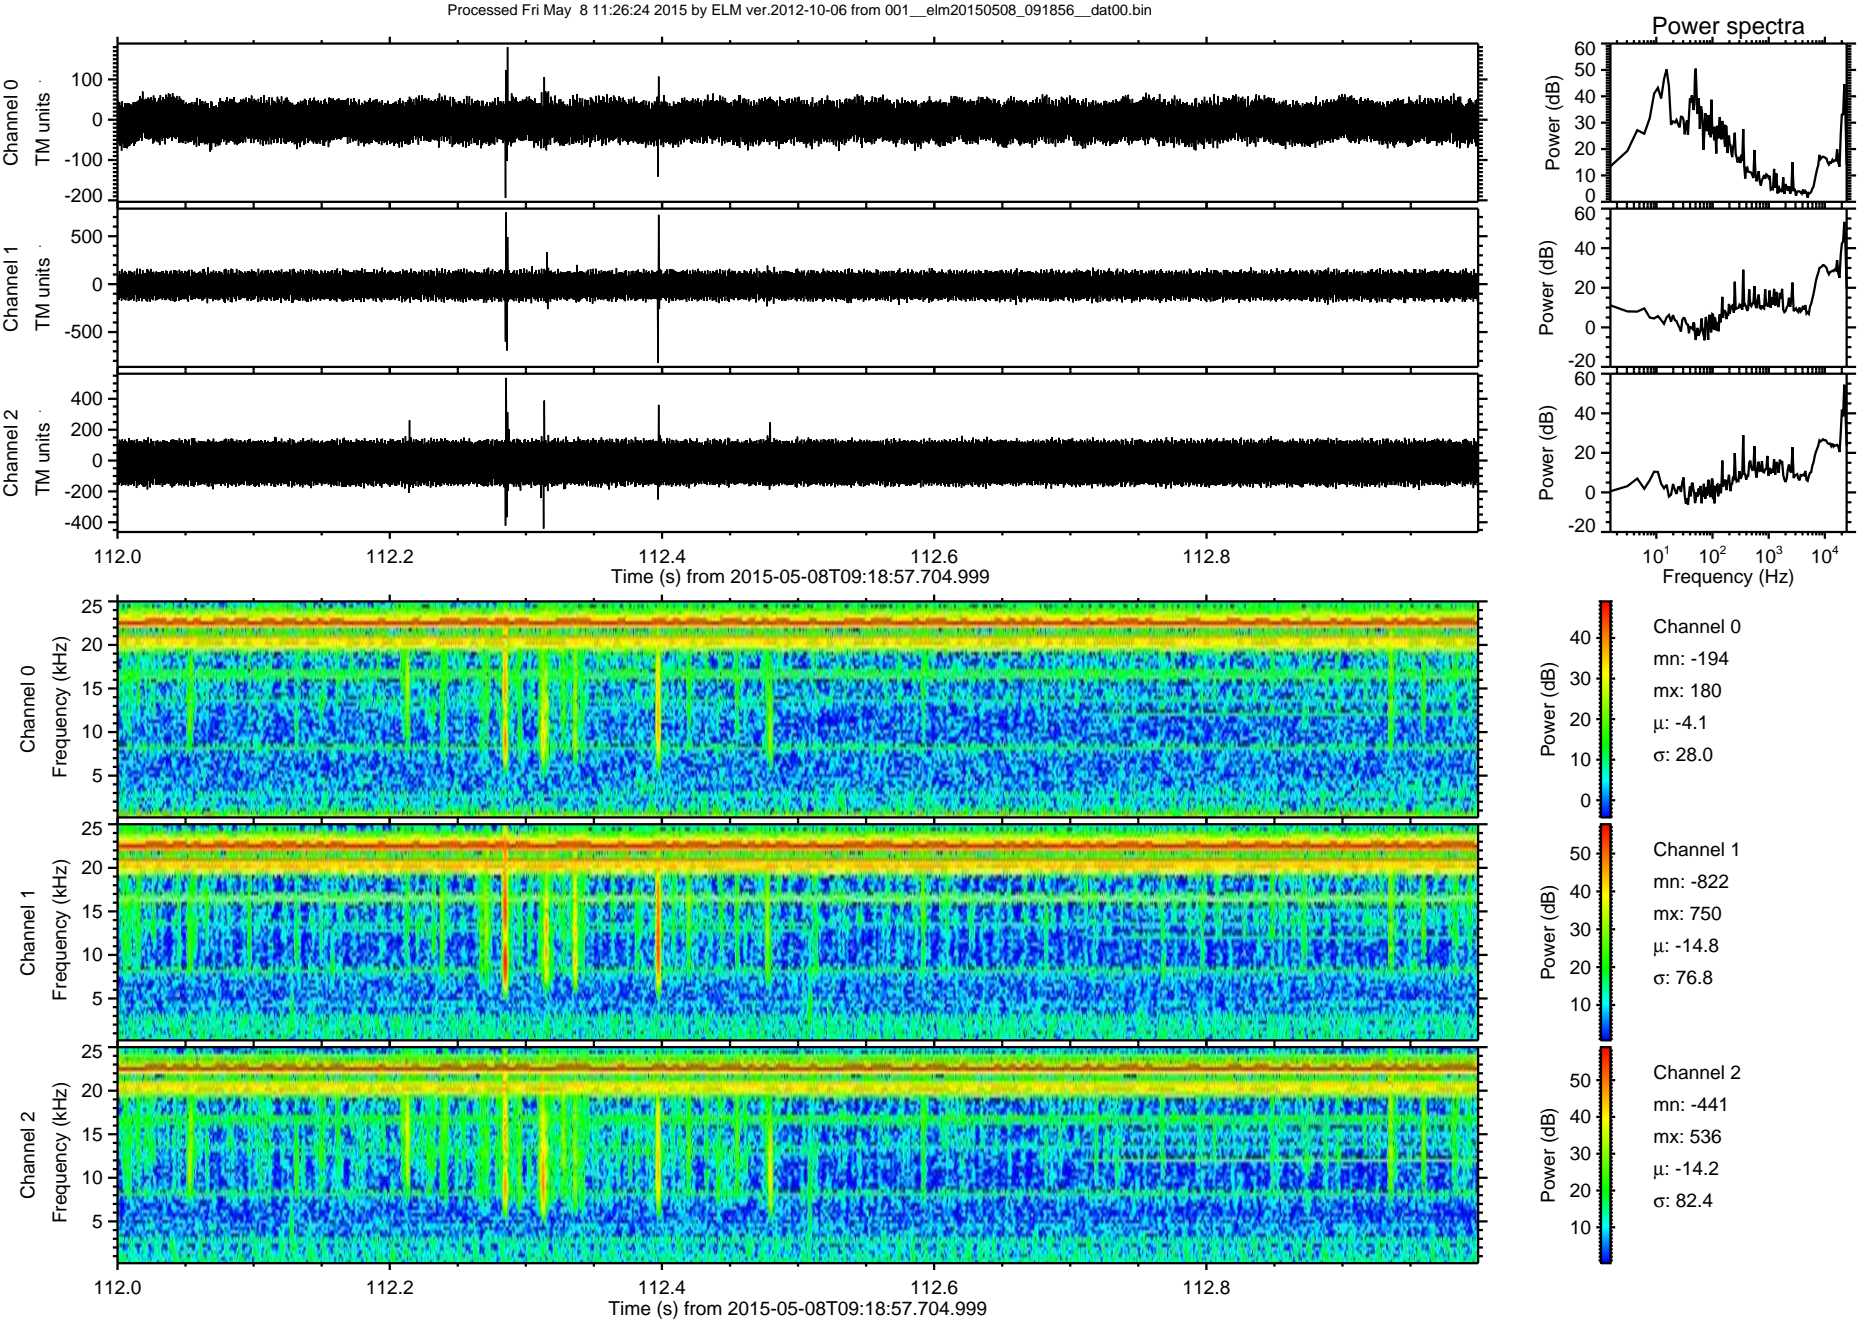 Processed Fri May  8 11:26:24 2015 by ELM ver.2012-10-06 from 001__elm20150508_091856__dat00.bin
Power spectra
Channel 0
TM units
100
0
-100
-200
Power (dB)
60
50
40
30
20
10
0
Channel 1
TM units
500
0
-500
Power (dB)
60
40
20
0
-20
Channel 2
TM units
400
200
0
-200
-400
Power (dB)
60
40
20
0
-20
112.0
112.2
112.4
112.6
112.8
Time (s) from 2015-05-08T09:18:57.704.999
10^1
10^2
10^3
10^4
Frequency (Hz)
Channel 0
Frequency (kHz)
25
20
15
10
5
Power (dB)
40
30
20
10
0
Channel 0
mn: -194
mx: 180
μ: -4.1
σ: 28.0
Channel 1
Frequency (kHz)
25
20
15
10
5
Power (dB)
50
40
30
20
10
Channel 1
mn: -822
mx: 750
μ: -14.8
σ: 76.8
Channel 2
Frequency (kHz)
25
20
15
10
5
Power (dB)
50
40
30
20
10
Channel 2
mn: -441
mx: 536
μ: -14.2
σ: 82.4
112.0
112.2
112.4
112.6
112.8
Time (s) from 2015-05-08T09:18:57.704.999